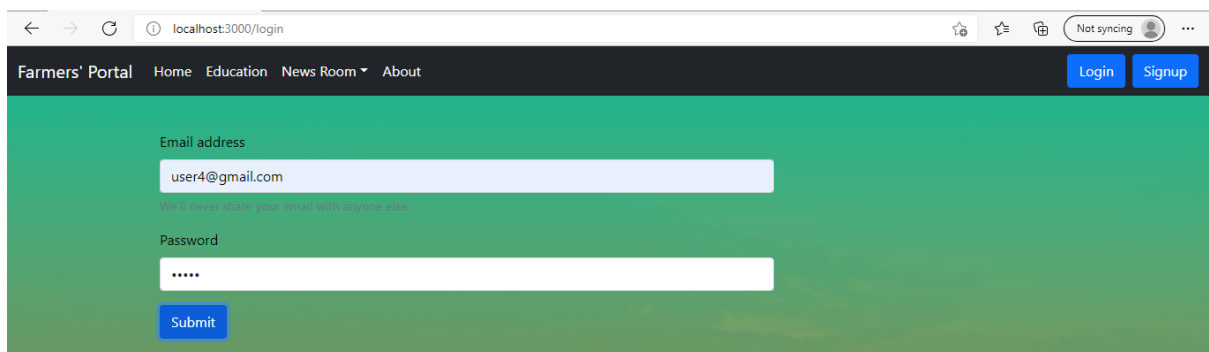 localhost:3000/login
Not syncing
Farmers' Portal Home Education News Room About Login Signup
Email address
user4@gmail.com
We'll never share your email with anyone else.
Password
•••••
Submit